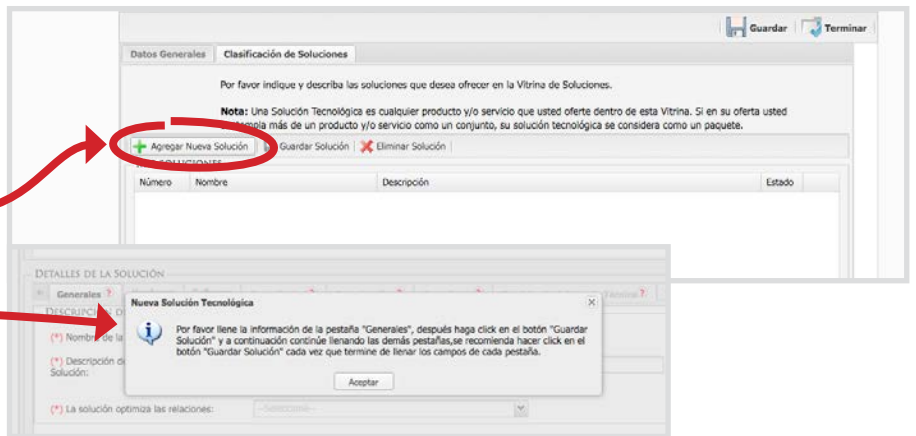 Guardar Terminar
Datos Generales Clasificación de Soluciones
Por favor indique y describa las soluciones que desea ofrecer en la Vitrina de Soluciones.
Nota: Una Solución Tecnológica es cualquier producto y/o servicio que usted oferte dentro de esta Vitrina. Si en su oferta usted
más de un producto y/o servicio como un conjunto, su solución tecnológica se considera como un paquete.
Agregar Nueva Solución Guardar Solución Eliminar Solución
Número Nombre Descripción Estado
DETALLES DE LA SOLUCIÓN
Generales ?
Nueva Solución Tecnológica
Por favor llene la información de la pestaña "Generales", después haga click en el botón "Guardar
Solución" y a continuación continúe llenando las demás pestañas,se recomienda hacer click en el
botón "Guardar Solución" cada vez que termine de llenar los campos de cada pestaña.
Aceptar
DESCRIPCIÓN D
(*) Nombre de la
(*) Descripción de
Solución:
(*) La solución optimiza las relaciones: --Seleccione--